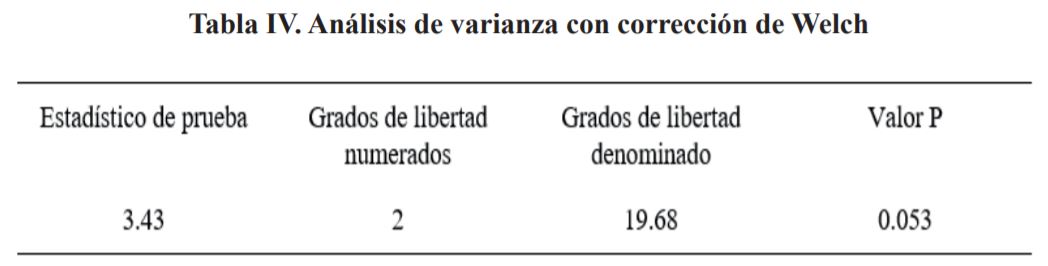 Tabla IV. Análisis de varianza con corrección de Welch
Estadístico de prueba Grados de libertad Grados de libertad Valor P
numerados denominado
3.43 2 19.68 0.053